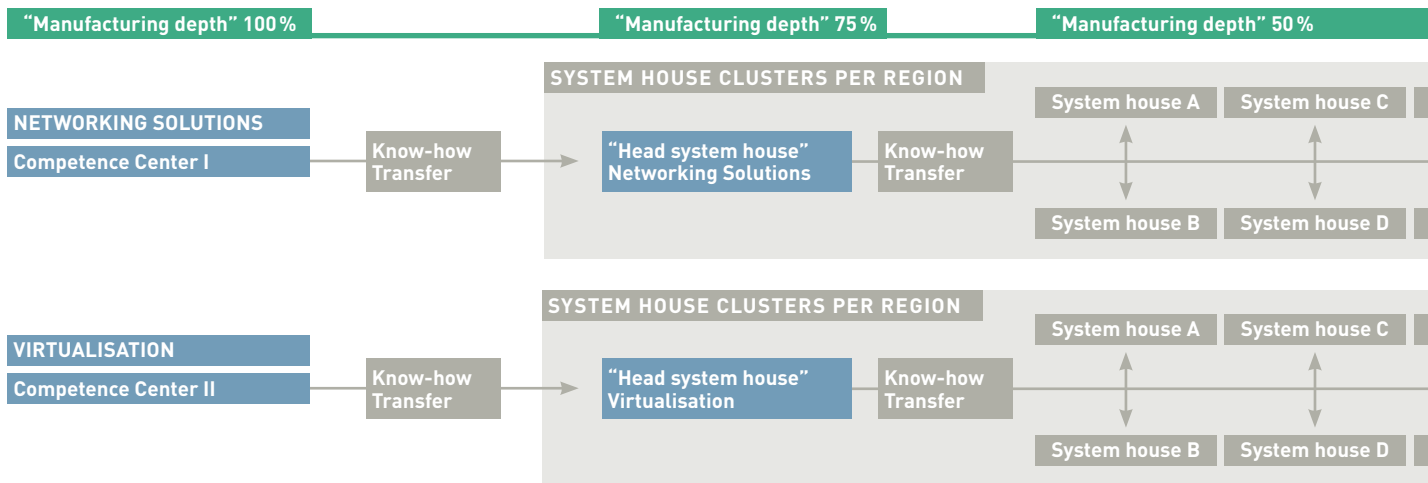 “Manufacturing depth” 100 %
“Manufacturing depth” 75 %
“Manufacturing depth” 50 %
SYSTEM HOUSE CLUSTERS PER REGION
NETWORKING SOLUTIONS
Competence Center I
Know-how
Transfer
“Head system house”
Networking Solutions
Know-how
Transfer
System house A
System house C
System house B
System house D
SYSTEM HOUSE CLUSTERS PER REGION
VIRTUALISATION
Competence Center II
Know-how
Transfer
“Head system house”
Virtualisation
Know-how
Transfer
System house A
System house C
System house B
System house D